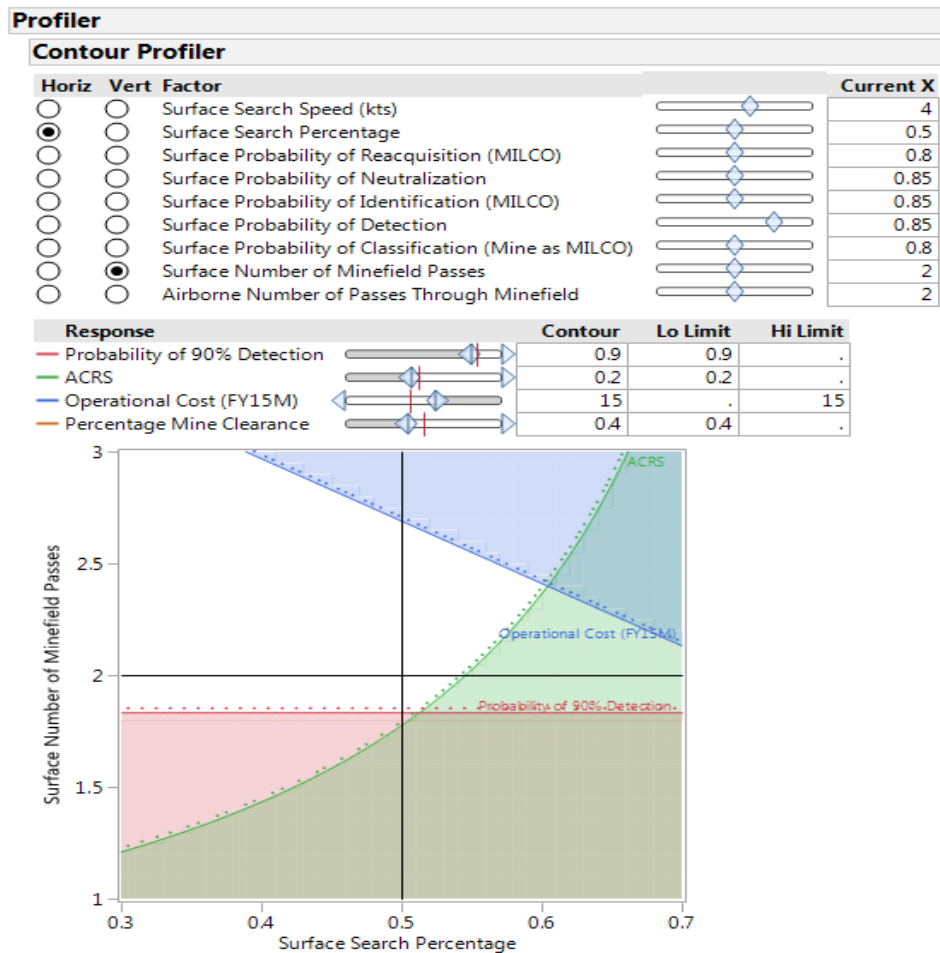 Profiler
Contour Profiler
Horiz Vert Factor Current X
Surface Search Speed (kts) 4
Surface Search Percentage 0.5
Surface Probability of Reacquisition (MILCO) 0.8
Surface Probability of Neutralization 0.85
Surface Probability of Identification (MILCO) 0.85
Surface Probability of Detection 0.85
Surface Probability of Classification (Mine as MILCO) 0.8
Surface Number of Minefield Passes 2
Airborne Number of Passes Through Minefield 2
Response Contour Lo Limit Hi Limit
Probability of 90% Detection 0.9 0.9 .
ACRS 0.2 0.2 .
Operational Cost (FY15M) 15 . 15
Percentage Mine Clearance 0.4 0.4 .
3
ACRS
2.5
Operational Cost (FY15M)
2
Probability of 90% Detection
1.5
1
Surface Number of Minefield Passes
0.3 0.4 0.5 0.6 0.7
Surface Search Percentage